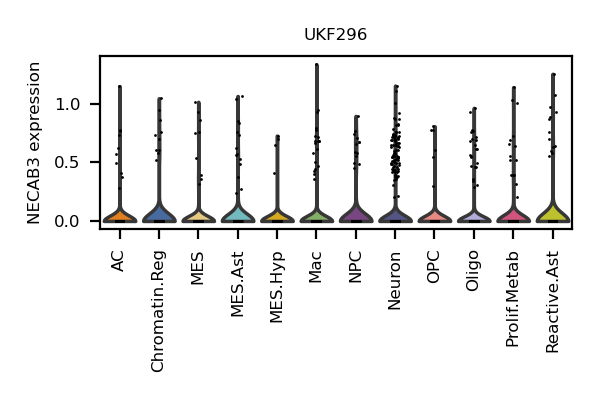 UKF296
NECAB3 expression
1.0
0.5
0.0
AC
Chromatin.Reg
MES
MES.Ast
MES.Hyp
Mac
NPC
Neuron
OPC
Oligo
Prolif.Metab
Reactive.Ast